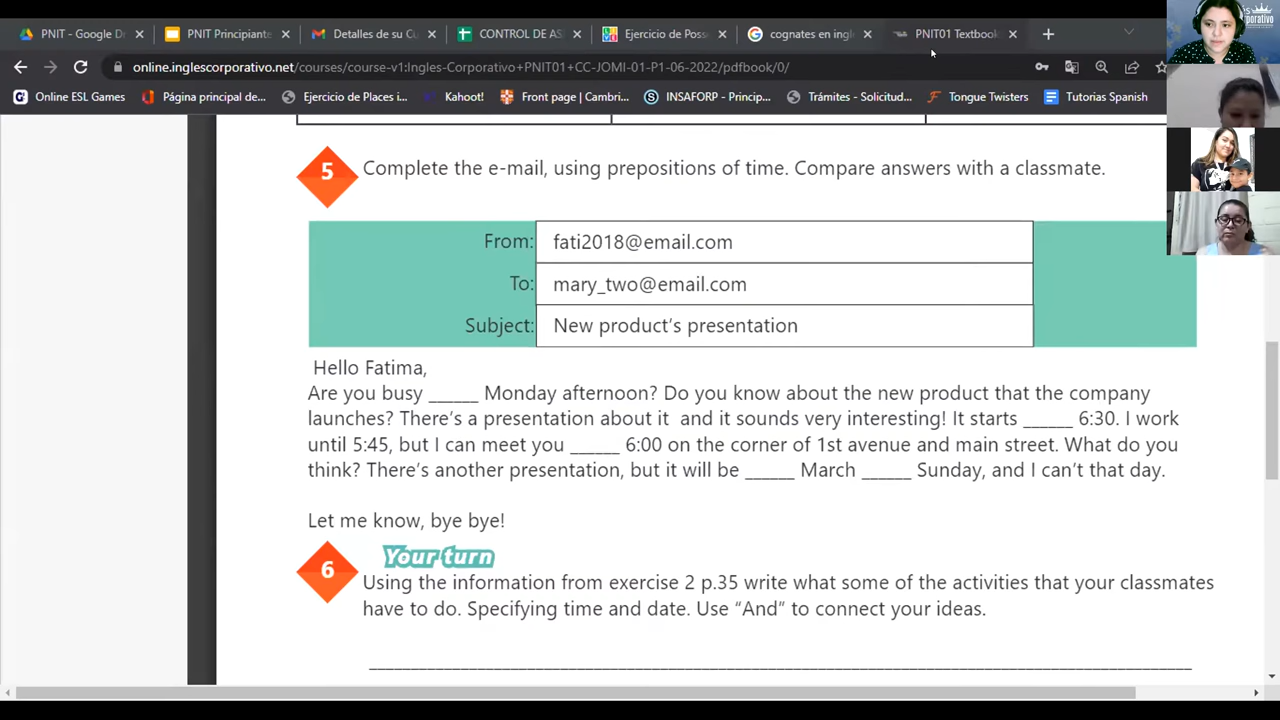 PNIT - Google Dr
PNIT Principiante
Detalles de su Cu
CONTROL DE AS
Ejercicio de Posse
cognates en ingl
PNIT01 Textbook
online.inglescorporativo.net/courses/course-v1:Ingles-Corporativo+PNIT01+CC-JOMI-01-P1-06-2022/pdfbook/0/
Online ESL Games
Página principal de...
Ejercicio de Places i...
Kahoot!
Front page | Cambri...
INSAFORP - Princip...
Trámites - Solicitud...
Tongue Twisters
Tutorias Spanish
5
Complete the e-mail, using prepositions of time. Compare answers with a classmate.
From: fati2018@email.com
To: mary_two@email.com
Subject: New product's presentation
Hello Fatima,
Are you busy ______ Monday afternoon? Do you know about the new product that the company
launches? There's a presentation about it and it sounds very interesting! It starts ______ 6:30. I work
until 5:45, but I can meet you ______ 6:00 on the corner of 1st avenue and main street. What do you
think? There's another presentation, but it will be ______ March ______ Sunday, and I can't that day.
Let me know, bye bye!
6
Your turn
Using the information from exercise 2 p.35 write what some of the activities that your classmates
have to do. Specifying time and date. Use “And” to connect your ideas.